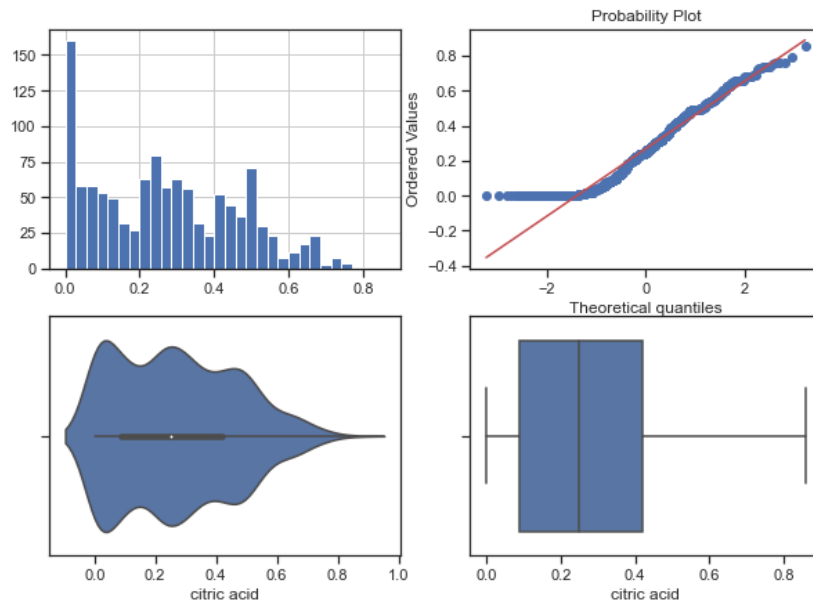 Probability Plot
150
125
100
75
50
25
0
0.0 0.2 0.4 0.6 0.8
Ordered Values
0.8
0.6
0.4
0.2
0.0
−0.2
−0.4
−2 0 2
Theoretical quantiles
0.0 0.2 0.4 0.6 0.8 1.0
citric acid
0.0 0.2 0.4 0.6 0.8
citric acid